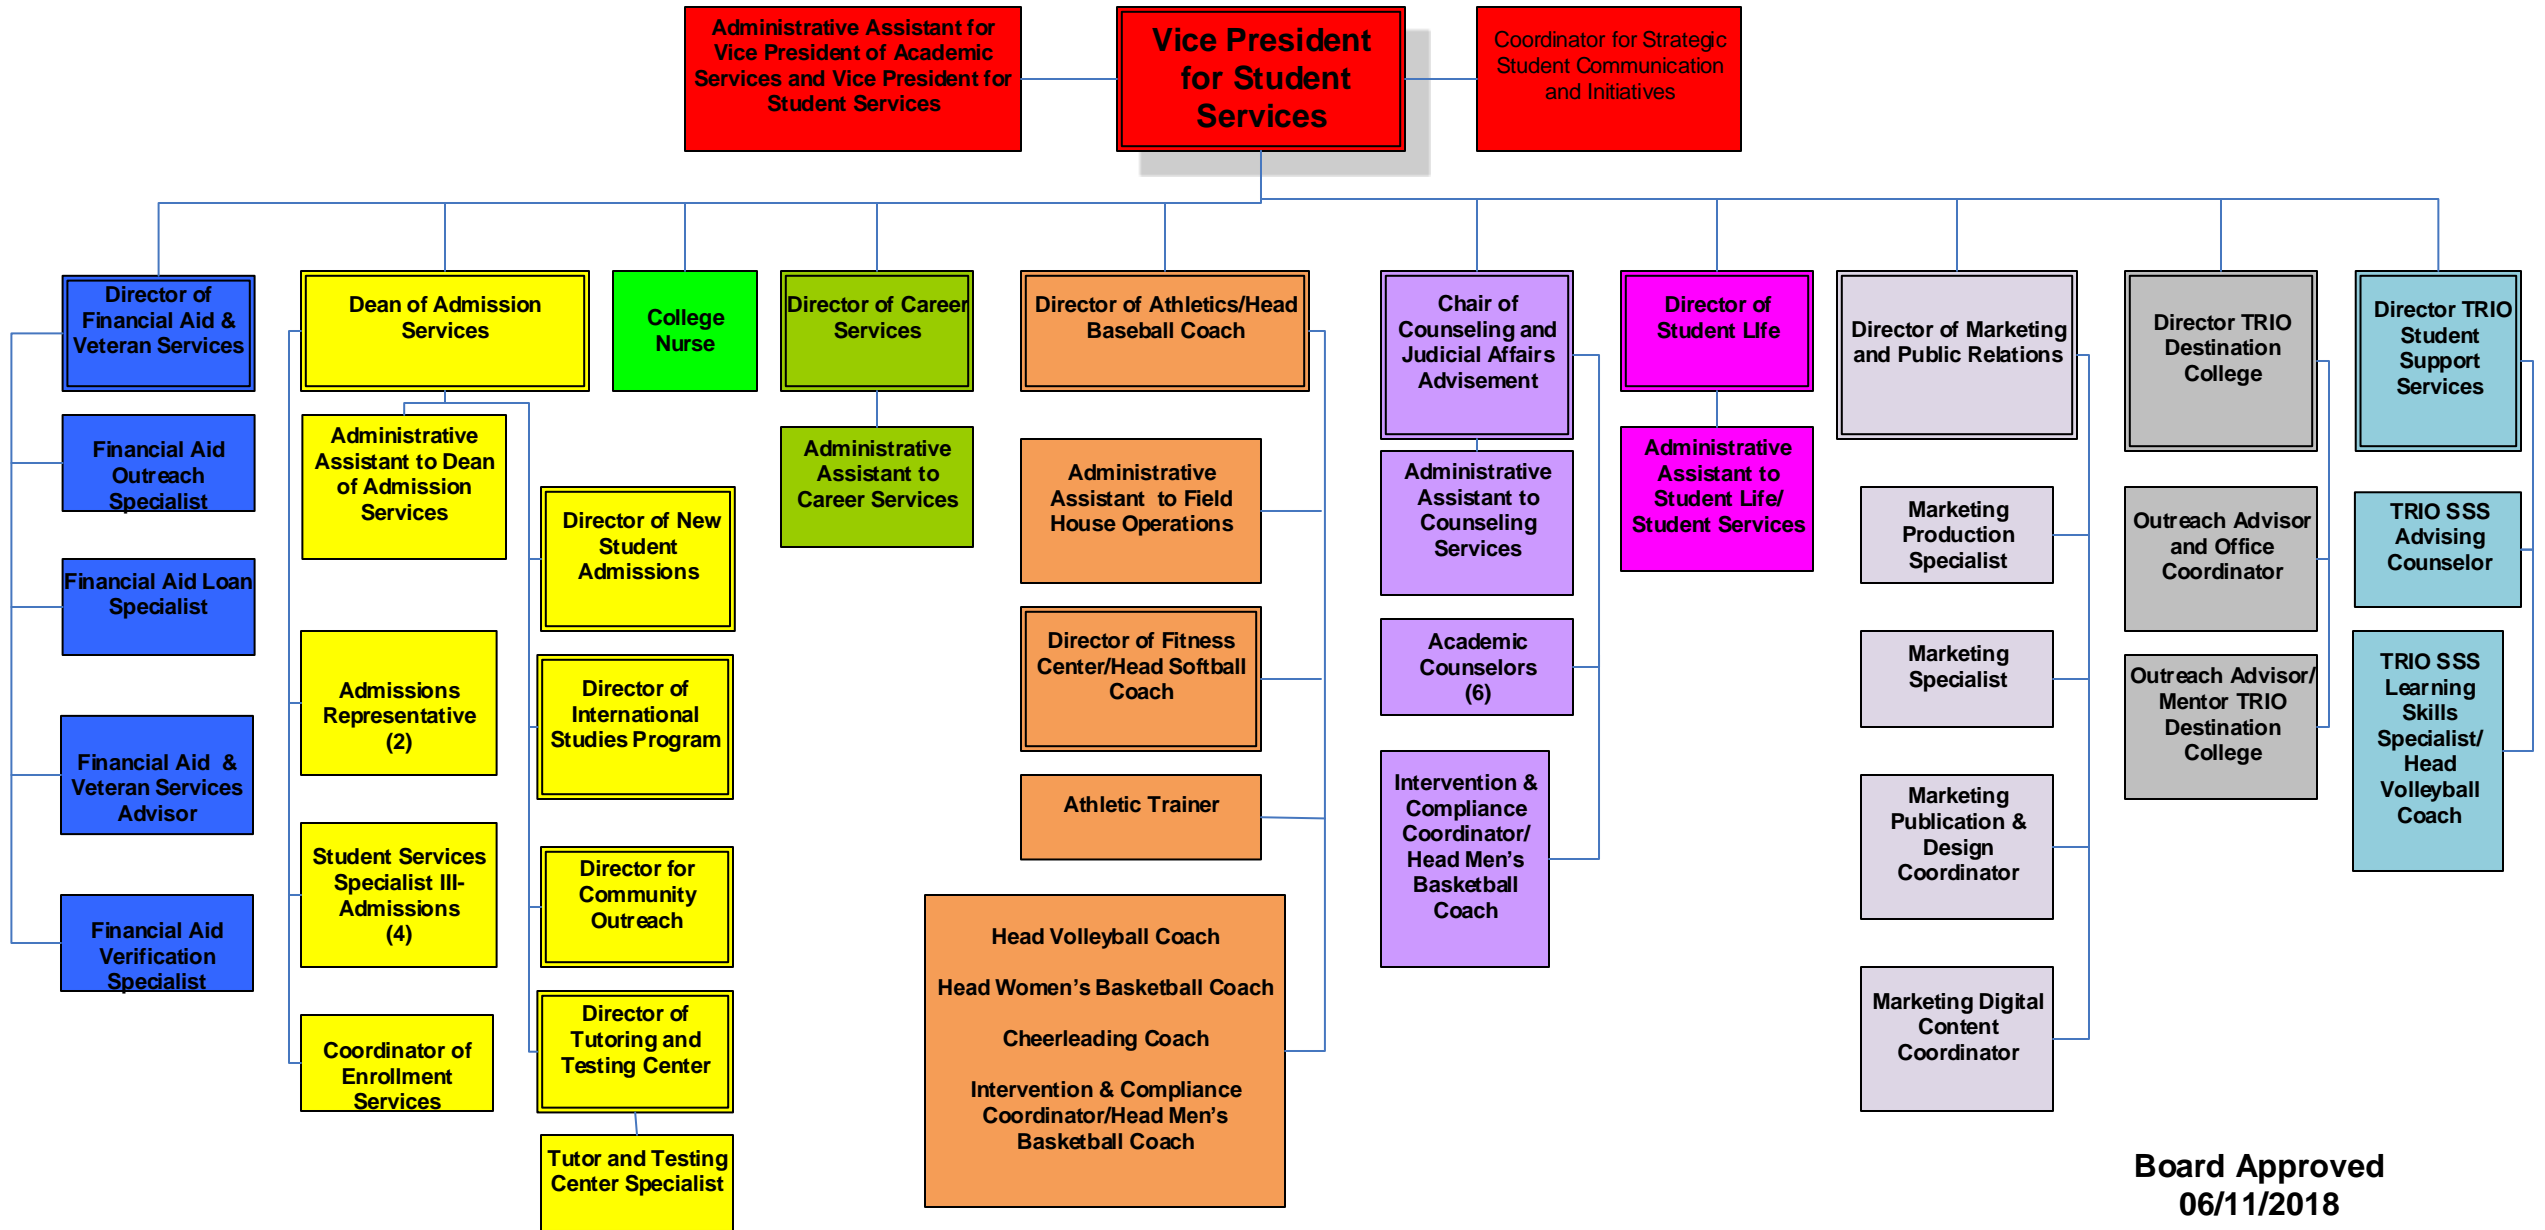 Administrative Assistant for
Vice President of Academic
Services and Vice President for
Student Services
Vice President
for Student
Services
Coordinator for Strategic
Student Communication
and Initiatives
Director of
Financial Aid &
Veteran Services
Dean of Admission
Services
College
Nurse
Director of Career
Services
Director of Athletics/Head
Baseball Coach
Chair of
Counseling and
Judicial Affairs
Advisement
Director of
Student LIfe
Director of Marketing
and Public Relations
Director TRIO
Destination
College
Director TRIO
Student
Support
Services
Financial Aid
Outreach
Specialist
Financial Aid Loan
Specialist
Financial Aid &
Veteran Services
Advisor
Financial Aid
Verification
Specialist
Administrative
Assistant to Dean
of Admission
Services
Admissions
Representative
(2)
Student Services
Specialist III-
Admissions
(4)
Coordinator of
Enrollment
Services
Director of New
Student
Admissions
Director of
International
Studies Program
Director for
Community
Outreach
Director of
Tutoring and
Testing Center
Tutor and Testing
Center Specialist
Administrative
Assistant to
Career Services
Administrative
Assistant to Field
House Operations
Director of Fitness
Center/Head Softball
Coach
Athletic Trainer
Head Volleyball Coach
Head Women's Basketball Coach
Cheerleading Coach
Intervention & Compliance
Coordinator/Head Men's
Basketball Coach
Administrative
Assistant to
Counseling
Services
Academic
Counselors
(6)
Intervention &
Compliance
Coordinator/
Head Men's
Basketball
Coach
Administrative
Assistant to
Student Life/
Student Services
Marketing
Production
Specialist
Marketing
Specialist
Marketing
Publication &
Design
Coordinator
Marketing Digital
Content
Coordinator
Outreach Advisor
and Office
Coordinator
Outreach Advisor/
Mentor TRIO
Destination
College
TRIO SSS
Advising
Counselor
TRIO SSS
Learning
Skills
Specialist/
Head
Volleyball
Coach
Board Approved
06/11/2018